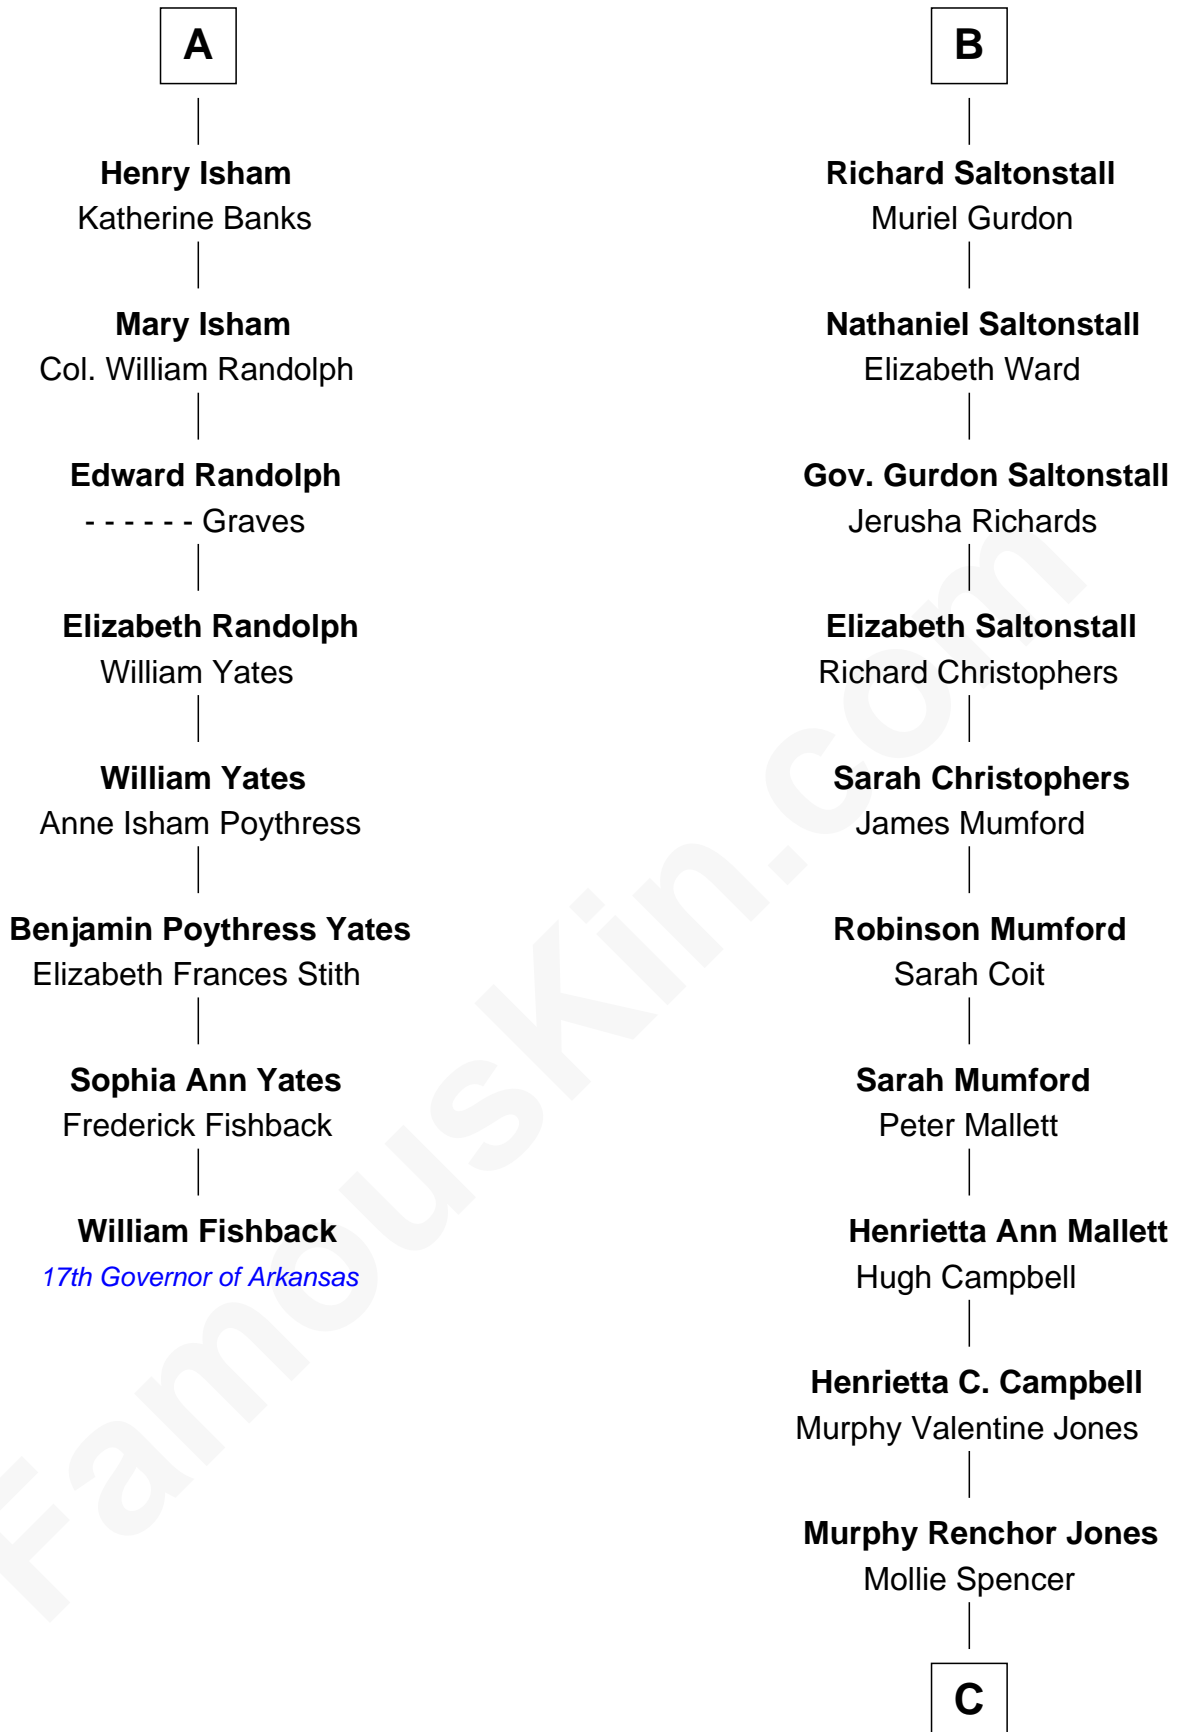 A
Henry Isham
Katherine Banks
Mary Isham
Col. William Randolph
Edward Randolph
- - - - - - Graves
Elizabeth Randolph
William Yates
William Yates
Anne Isham Poythress
Benjamin Poythress Yates
Elizabeth Frances Stith
Sophia Ann Yates
Frederick Fishback
William Fishback
17th Governor of Arkansas
B
Richard Saltonstall
Muriel Gurdon
Nathaniel Saltonstall
Elizabeth Ward
Gov. Gurdon Saltonstall
Jerusha Richards
Elizabeth Saltonstall
Richard Christophers
Sarah Christophers
James Mumford
Robinson Mumford
Sarah Coit
Sarah Mumford
Peter Mallett
Henrietta Ann Mallett
Hugh Campbell
Henrietta C. Campbell
Murphy Valentine Jones
Murphy Renchor Jones
Mollie Spencer
C
FamousKin.com